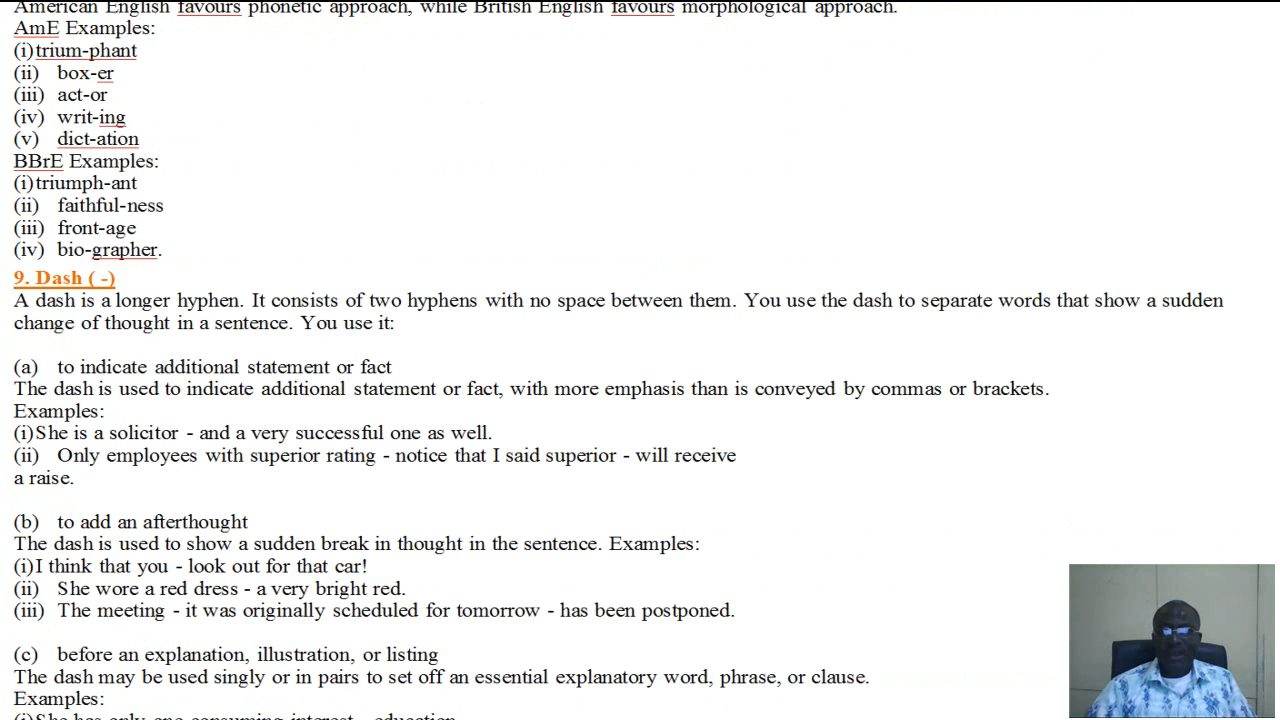 American English favours phonetic approach, while British English favours morphological approach.
AmE Examples:
(i)trium-phant
(ii) box-er
(iii) act-or
(iv) writ-ing
(v) dict-ation
BBrE Examples:
(i)triumph-ant
(ii) faithful-ness
(iii) front-age
(iv) bio-grapher.
9. Dash ( -)
A dash is a longer hyphen. It consists of two hyphens with no space between them. You use the dash to separate words that show a sudden
change of thought in a sentence. You use it:
(a) to indicate additional statement or fact
The dash is used to indicate additional statement or fact, with more emphasis than is conveyed by commas or brackets.
Examples:
(i)She is a solicitor - and a very successful one as well.
(ii) Only employees with superior rating - notice that I said superior - will receive
a raise.
(b) to add an afterthought
The dash is used to show a sudden break in thought in the sentence. Examples:
(i)I think that you - look out for that car!
(ii) She wore a red dress - a very bright red.
(iii) The meeting - it was originally scheduled for tomorrow - has been postponed.
(c) before an explanation, illustration, or listing
The dash may be used singly or in pairs to set off an essential explanatory word, phrase, or clause.
Examples:
(i)She has only one consuming interest - education